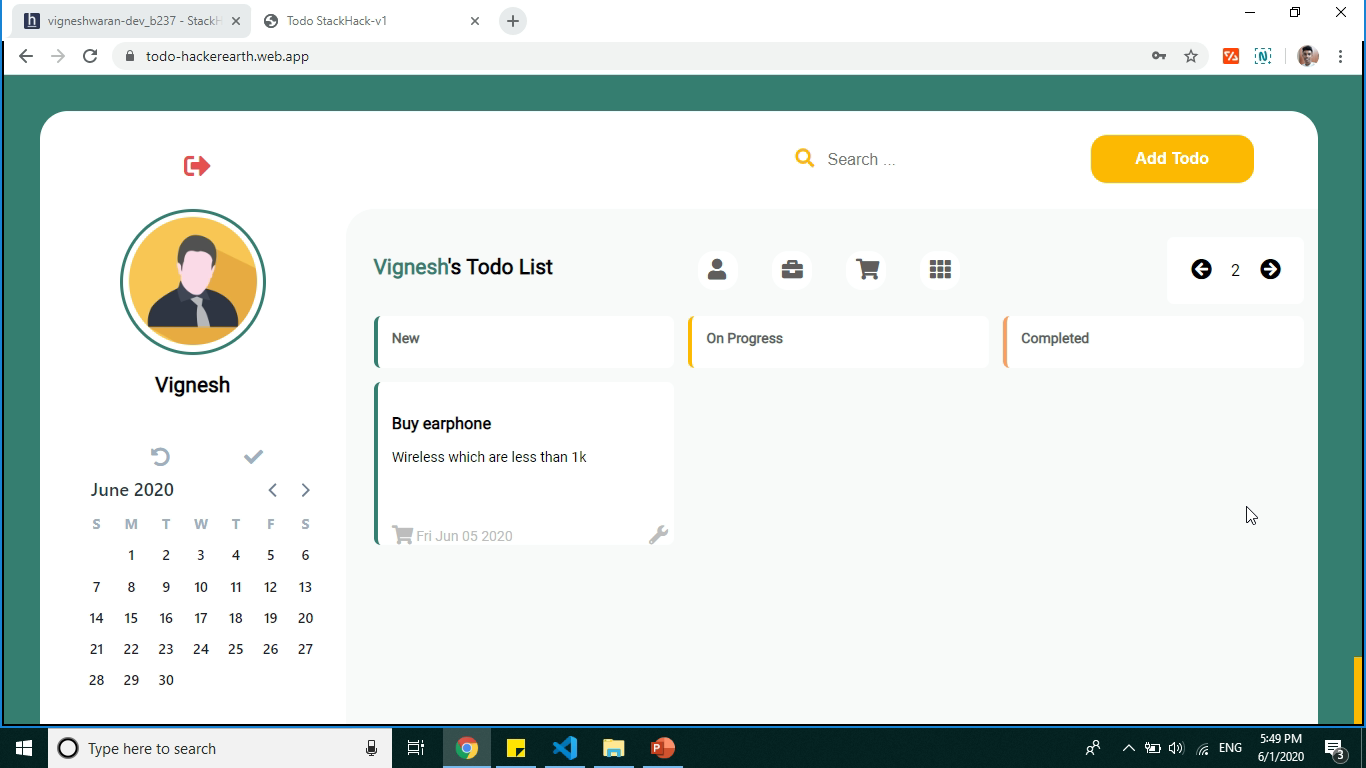 vigneshwaran-dev_b237 - StackH
Todo StackHack-v1
todo-hackerearth.web.app
Search ...
Add Todo
Vignesh's Todo List
2
New
On Progress
Completed
Vignesh
Buy earphone
Wireless which are less than 1k
Fri Jun 05 2020
June 2020
S M T W T F S
1 2 3 4 5 6
7 8 9 10 11 12 13
14 15 16 17 18 19 20
21 22 23 24 25 26 27
28 29 30
Type here to search
ENG
5:49 PM
6/1/2020
3